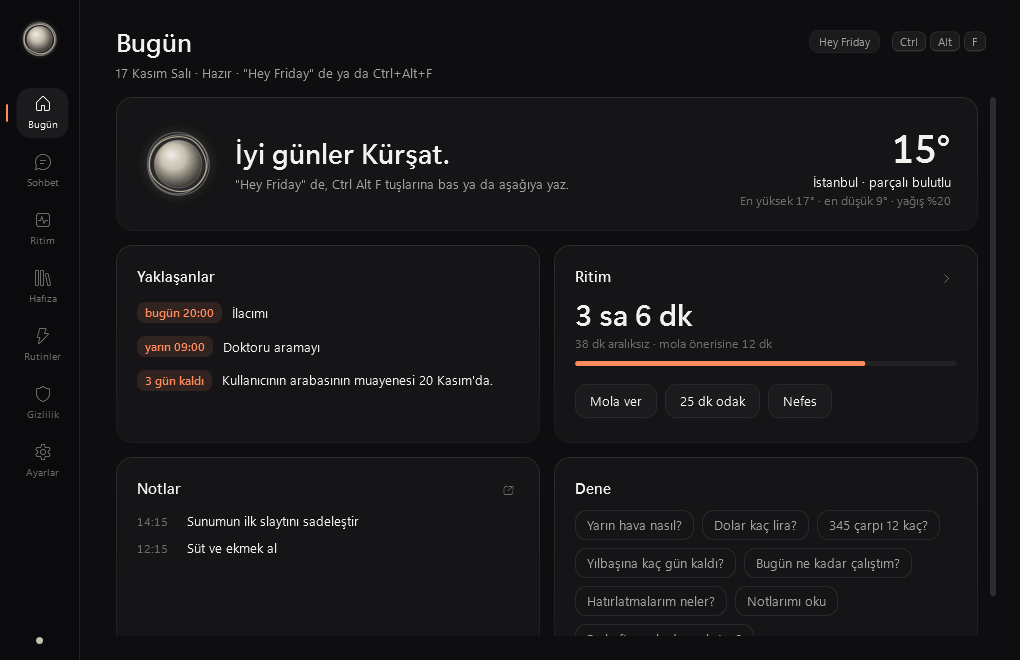 Bugün
Hey Friday Ctrl Alt F
17 Kasım Salı · Hazır · "Hey Friday" de ya da Ctrl+Alt+F
Bugün
Sohbet
Ritim
Hafıza
Rutinler
Gizlilik
Ayarlar
İyi günler Kürşat.
"Hey Friday" de, Ctrl Alt F tuşlarına bas ya da aşağıya yaz.
15°
İstanbul · parçalı bulutlu
En yüksek 17° · en düşük 9° · yağış %20
Yaklaşanlar
bugün 20:00 İlacımı
yarın 09:00 Doktoru aramayı
3 gün kaldı Kullanıcının arabasının muayenesi 20 Kasım'da.
Ritim
3 sa 6 dk
38 dk aralıksız · mola önerisine 12 dk
Mola ver 25 dk odak Nefes
Notlar
14:15 Sunumun ilk slaytını sadeleştir
12:15 Süt ve ekmek al
Dene
Yarın hava nasıl? Dolar kaç lira? 345 çarpı 12 kaç?
Yılbaşına kaç gün kaldı? Bugün ne kadar çalıştım?
Hatırlatmalarım neler? Notlarımı oku